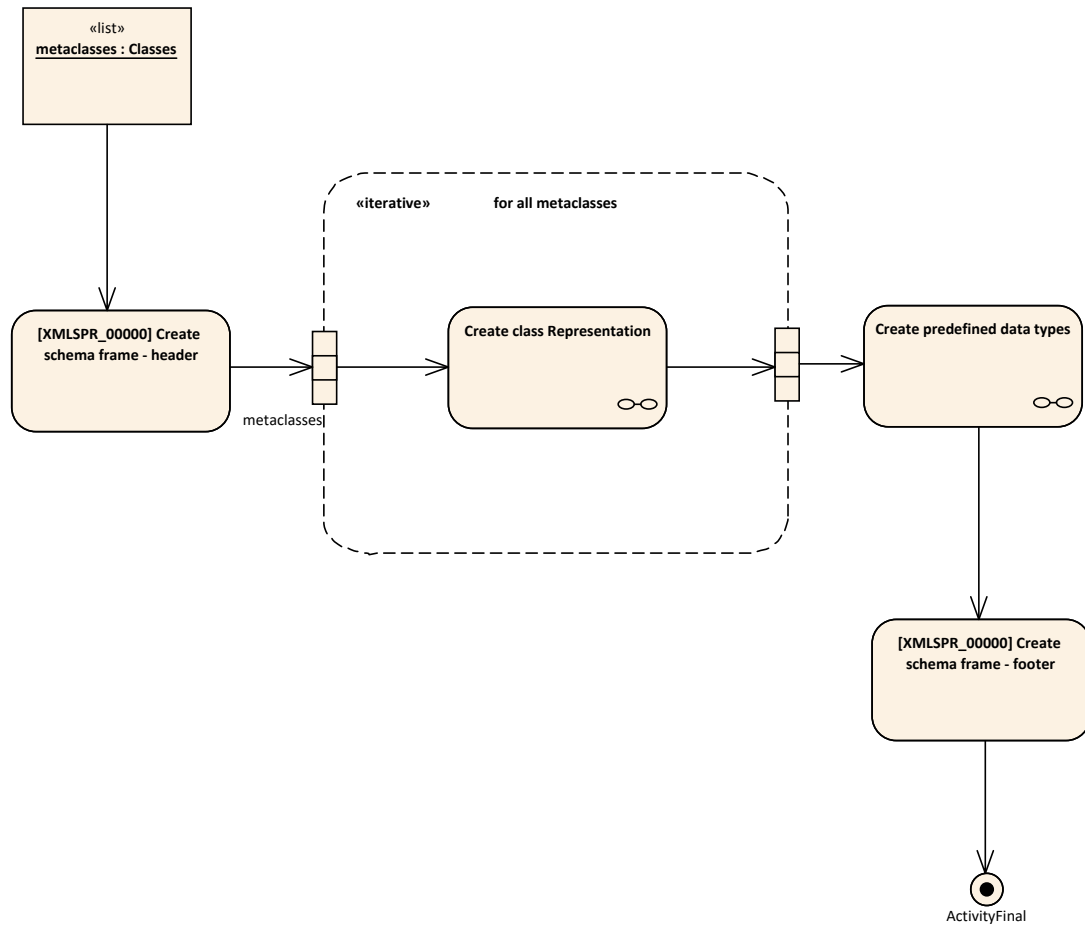 «list»
metaclasses : Classes
«iterative» for all metaclasses
[XMLSPR_00000] Create
schema frame - header
metaclasses
Create class Representation
Create predefined data types
[XMLSPR_00000] Create
schema frame - footer
ActivityFinal